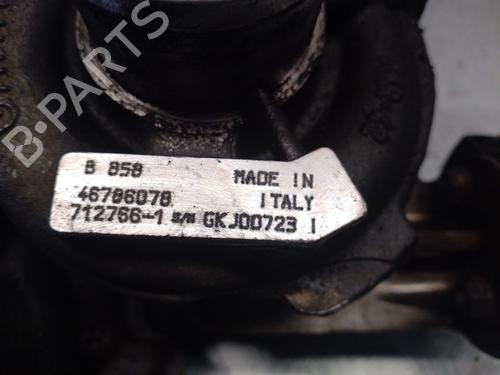 B-PARTS
B 858 MADE IN
46786078 ITALY
712766-1 S/N GKJ00723 I